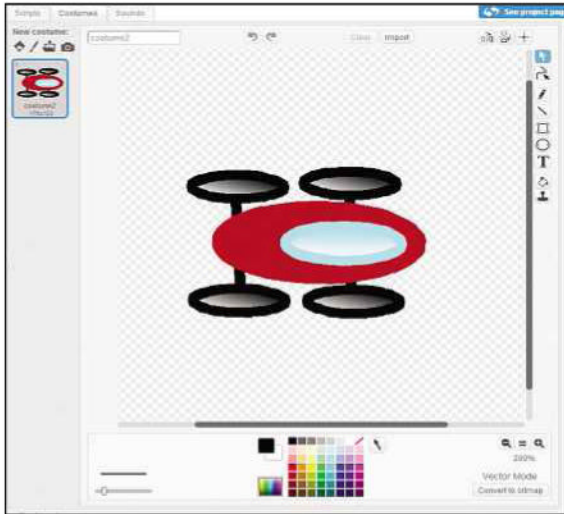 Scripts Costumes Sounds
See project page
New costume:
costume2
Clear Import
costume2
T
200%
Vector Mode
Convert to bitmap